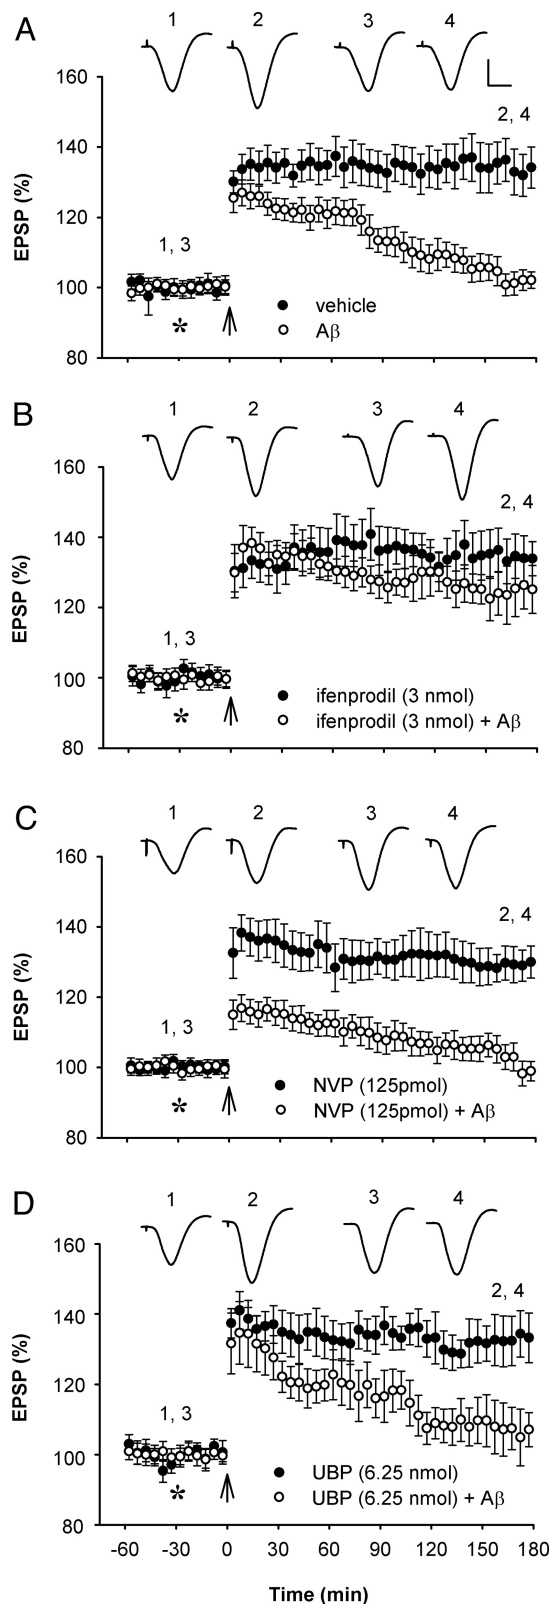 A
1 2 3 4
160
140
120
100
80
EPSP (%)
2, 4
1, 3
*
vehicle
Aβ
B
1 2 3 4
160
140
120
100
80
EPSP (%)
2, 4
1, 3
*
ifenprodil (3 nmol)
ifenprodil (3 nmol) + Aβ
C
1 2 3 4
160
140
120
100
80
EPSP (%)
2, 4
1, 3
*
NVP (125pmol)
NVP (125pmol) + Aβ
D
1 2 3 4
160
140
120
100
80
EPSP (%)
2, 4
1, 3
*
UBP (6.25 nmol)
UBP (6.25 nmol) + Aβ
-60 -30 0 30 60 90 120 150 180
Time (min)